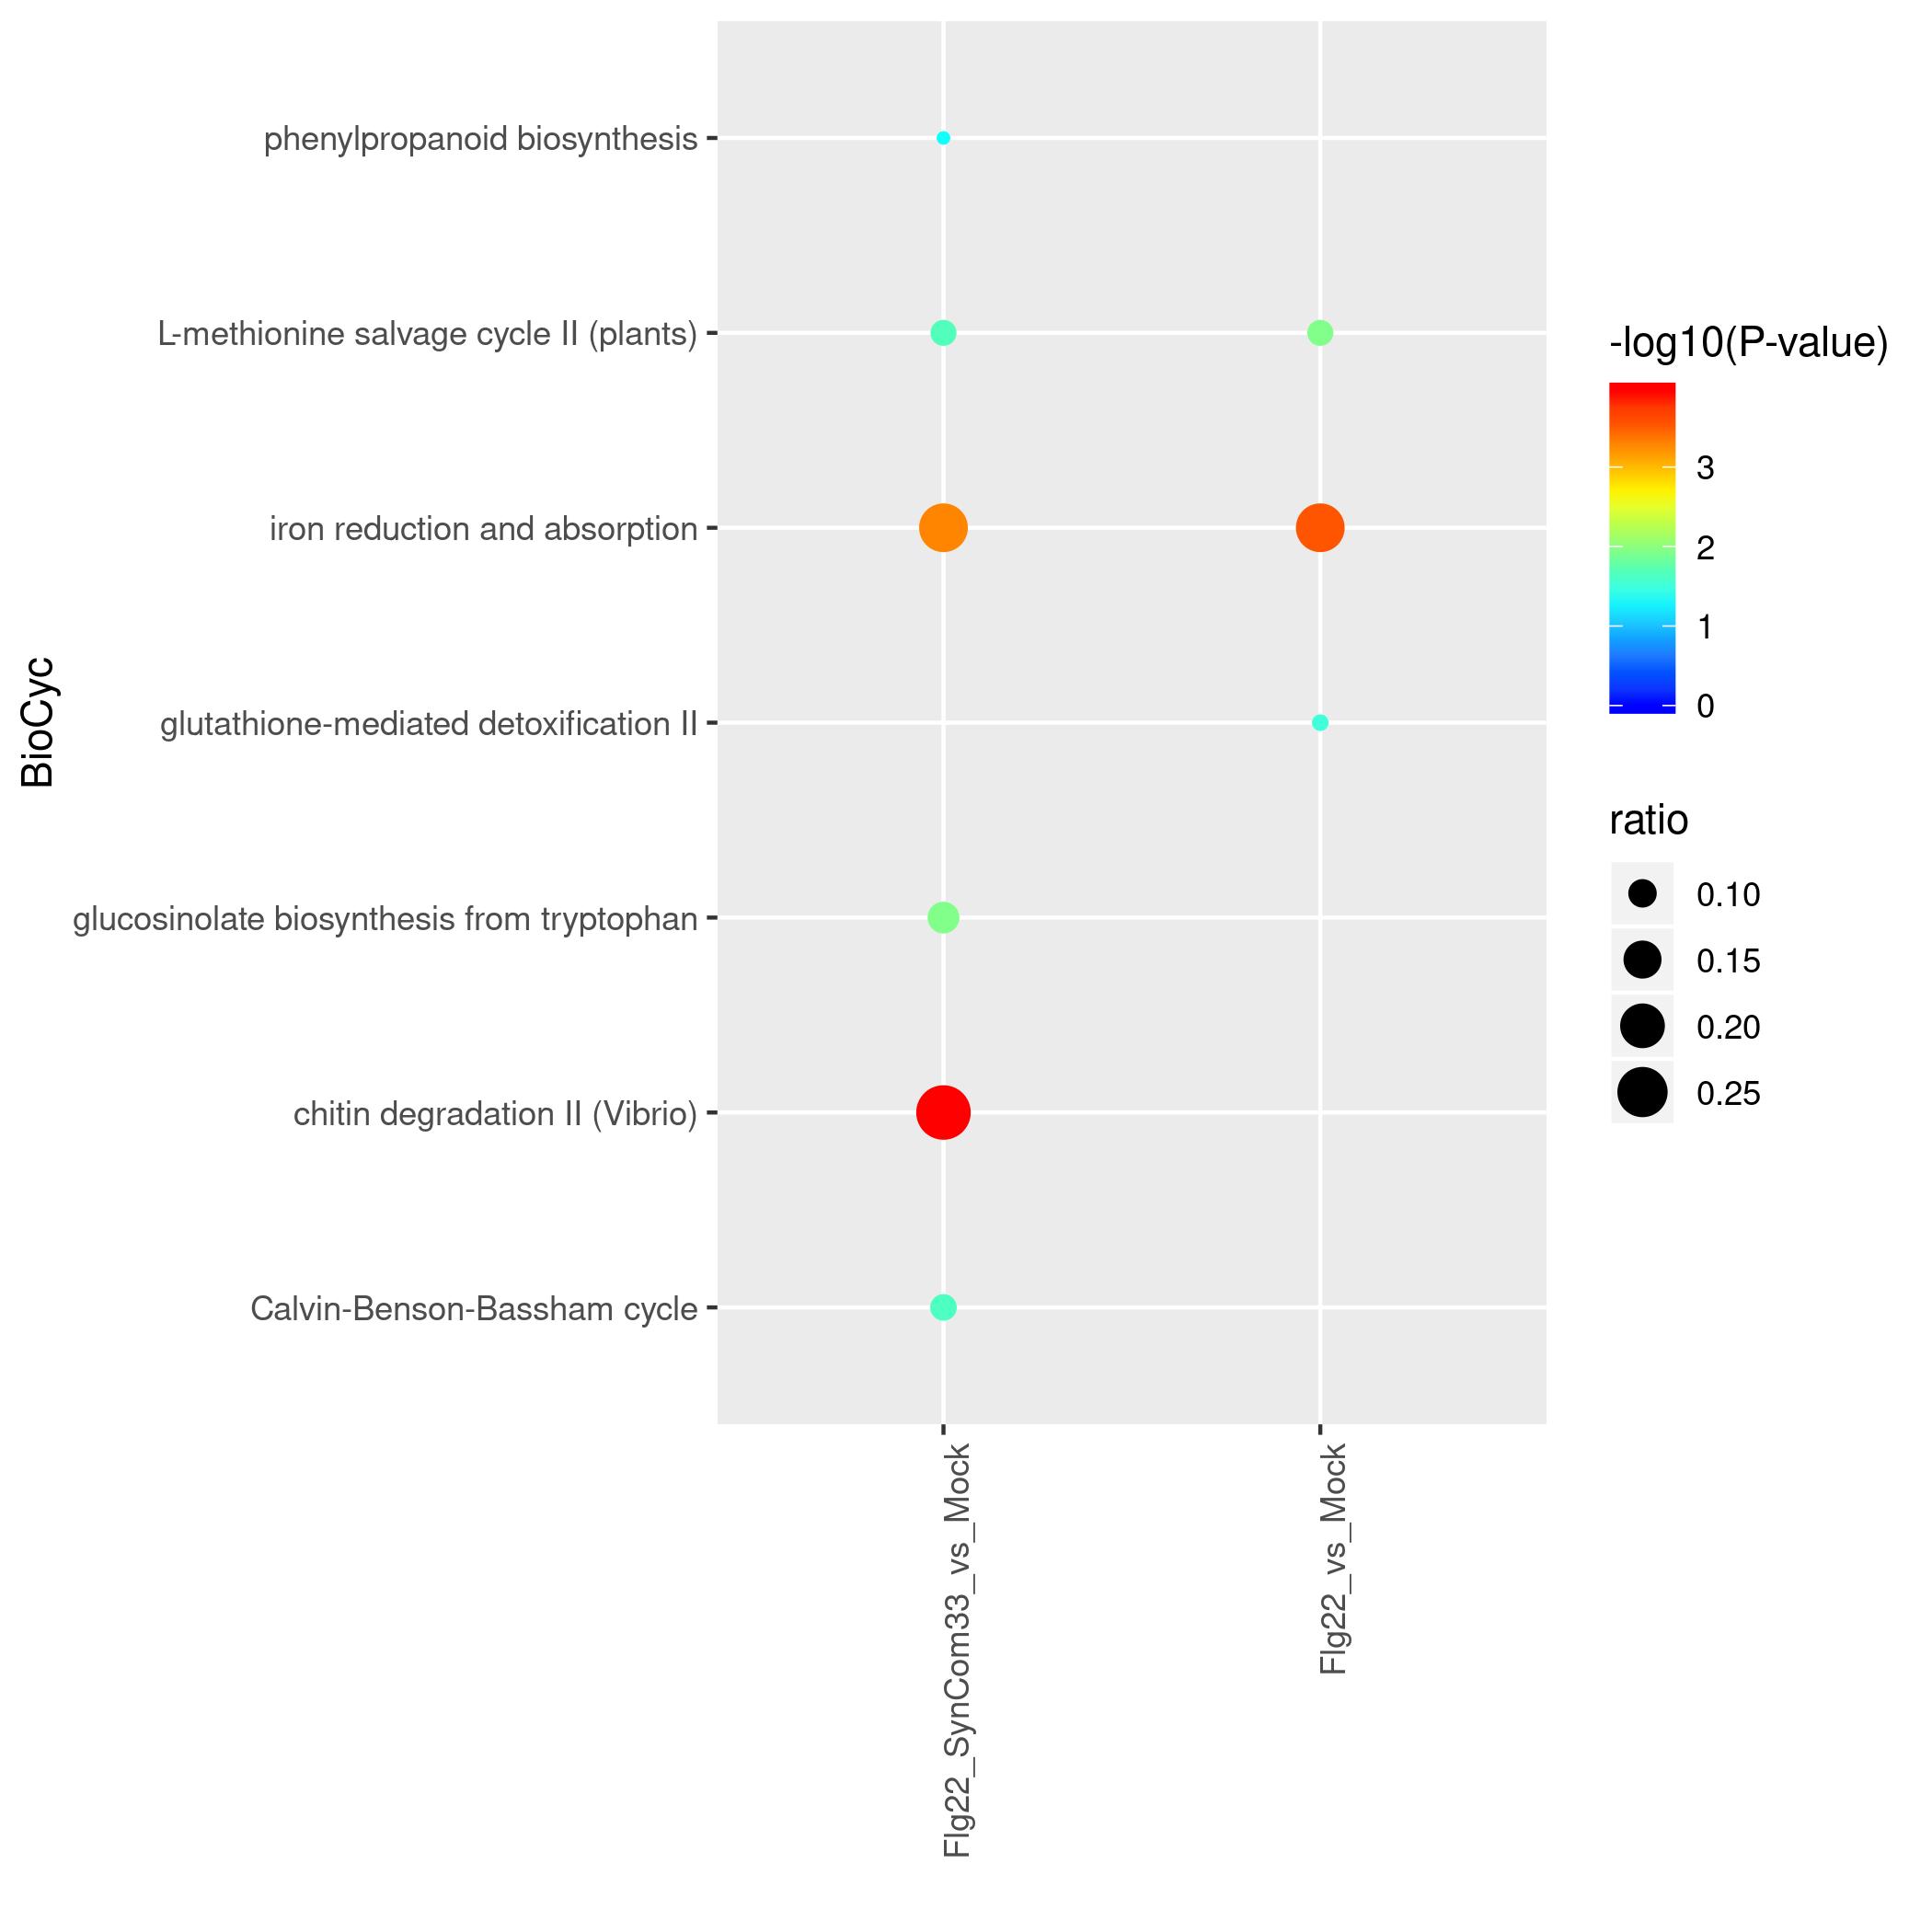 BioCyc
phenylpropanoid biosynthesis
L-methionine salvage cycle II (plants)
iron reduction and absorption
glutathione-mediated detoxification II
glucosinolate biosynthesis from tryptophan
chitin degradation II (Vibrio)
Calvin-Benson-Bassham cycle
Flg22_SynCom33_vs_Mock
Flg22_vs_Mock
-log10(P-value)
3
2
1
0
ratio
0.10
0.15
0.20
0.25